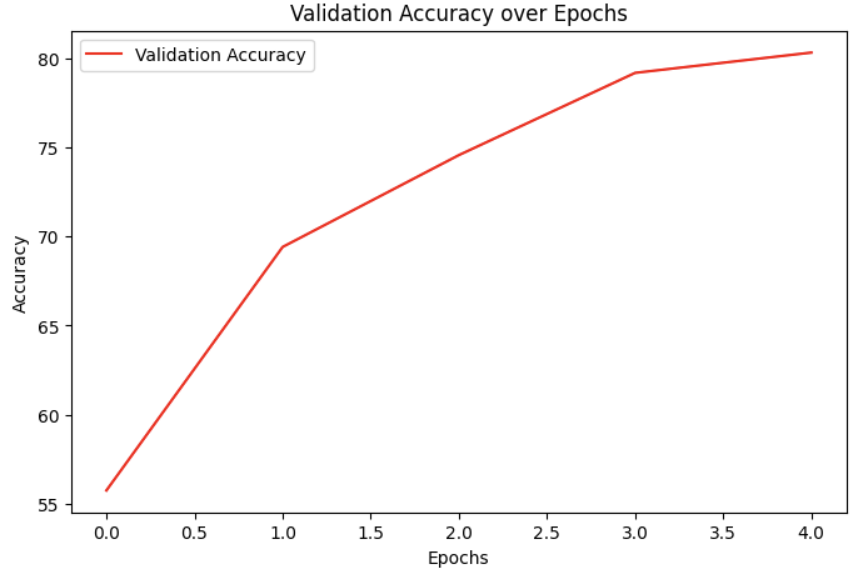 Validation Accuracy over Epochs
Validation Accuracy
80
75
70
65
60
55
Accuracy
0.0 0.5 1.0 1.5 2.0 2.5 3.0 3.5 4.0
Epochs